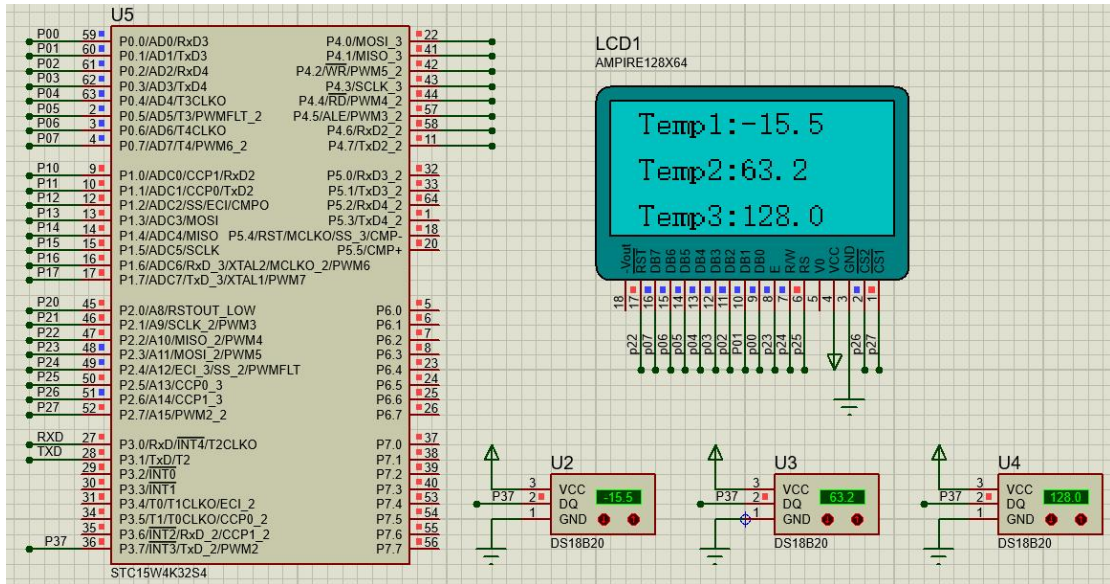 U5
P00 59 P0.0/AD0/RxD3 P4.0/MOSI_3 22
P01 60 P0.1/AD1/TxD3 P4.1/MISO_3 41
P02 61 P0.2/AD2/RxD4 P4.2/WR/PWM5_2 42
P03 62 P0.3/AD3/TxD4 P4.3/SCLK_3 43
P04 63 P0.4/AD4/T3CLKO P4.4/RD/PWM4_2 44
P05 2 P0.5/AD5/T3/PWMFLT_2 P4.5/ALE/PWM3_2 57
P06 3 P0.6/AD6/T4CLKO P4.6/RxD2_2 58
P07 4 P0.7/AD7/T4/PWM6_2 P4.7/TxD2_2 11
P10 9 P1.0/ADC0/CCP1/RxD2 P5.0/RxD3_2 32
P11 10 P1.1/ADC1/CCP0/TxD2 P5.1/TxD3_2 33
P12 12 P1.2/ADC2/SS/ECI/CMPO P5.2/RxD4_2 64
P13 13 P1.3/ADC3/MOSI P5.3/TxD4_2 1
P14 14 P1.4/ADC4/MISO P5.4/RST/MCLKO/SS_3/CMP- 18
P15 15 P1.5/ADC5/SCLK P5.5/CMP+ 20
P16 16 P1.6/ADC6/RxD_3/XTAL2/MCLKO_2/PWM6
P17 17 P1.7/ADC7/TxD_3/XTAL1/PWM7
P20 45 P2.0/A8/RSTOUT_LOW P6.0 5
P21 46 P2.1/A9/SCLK_2/PWM3 P6.1 6
P22 47 P2.2/A10/MISO_2/PWM4 P6.2 7
P23 48 P2.3/A11/MOSI_2/PWM5 P6.3 8
P24 49 P2.4/A12/ECI_3/SS_2/PWMFLT P6.4 23
P25 50 P2.5/A13/CCP0_3 P6.5 24
P26 51 P2.6/A14/CCP1_3 P6.6 25
P27 52 P2.7/A15/PWM2_2 P6.7 26
RXD 27 P3.0/RxD/INT4/T2CLKO P7.0 37
TXD 28 P3.1/TxD/T2 P7.1 38
29 P3.2/INT0 P7.2 39
30 P3.3/INT1 P7.3 40
31 P3.4/T0/T1CLKO/ECI_2 P7.4 53
34 P3.5/T1/T0CLKO/CCP0_2 P7.5 54
35 P3.6/INT2/RxD_2/CCP1_2 P7.6 55
P37 36 P3.7/INT3/TxD_2/PWM2 P7.7 56
STC15W4K32S4
LCD1
AMPIRE128X64
Temp1:-15.5
Temp2:63.2
Temp3:128.0
-Vout RST DB7 DB6 DB5 DB4 DB3 DB2 DB1 DB0 E R/W RS V0 VCC GND CS2 CS1
18 17 16 15 14 13 12 11 10 9 8 7 6 5 4 3 2 1
p22 p07 p06 p05 p04 p03 p02 P01 p00 p23 p24 p25 p26 p27
U2
3 VCC
P37 2 DQ -15.5
1 GND
DS18B20
U3
3 VCC
P37 2 DQ 63.2
1 GND
DS18B20
U4
3 VCC
P37 2 DQ 128.0
1 GND
DS18B20